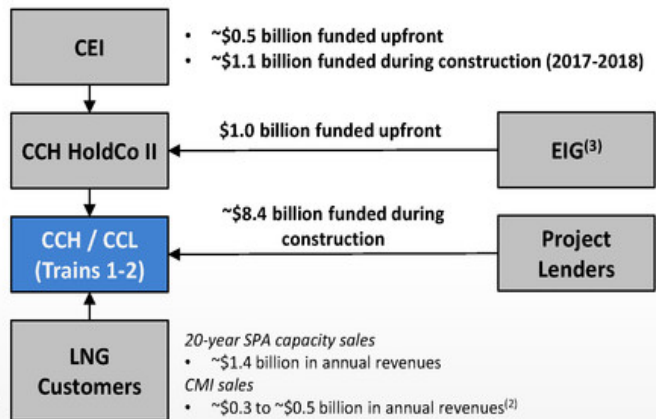 CEI
• ~$0.5 billion funded upfront
• ~$1.1 billion funded during construction (2017-2018)
CCH HoldCo II
$1.0 billion funded upfront
EIG(3)
CCH / CCL
(Trains 1-2)
~$8.4 billion funded during
construction
Project
Lenders
LNG
Customers
20-year SPA capacity sales
• ~$1.4 billion in annual revenues
CMI sales
• ~$0.3 to ~$0.5 billion in annual revenues(2)